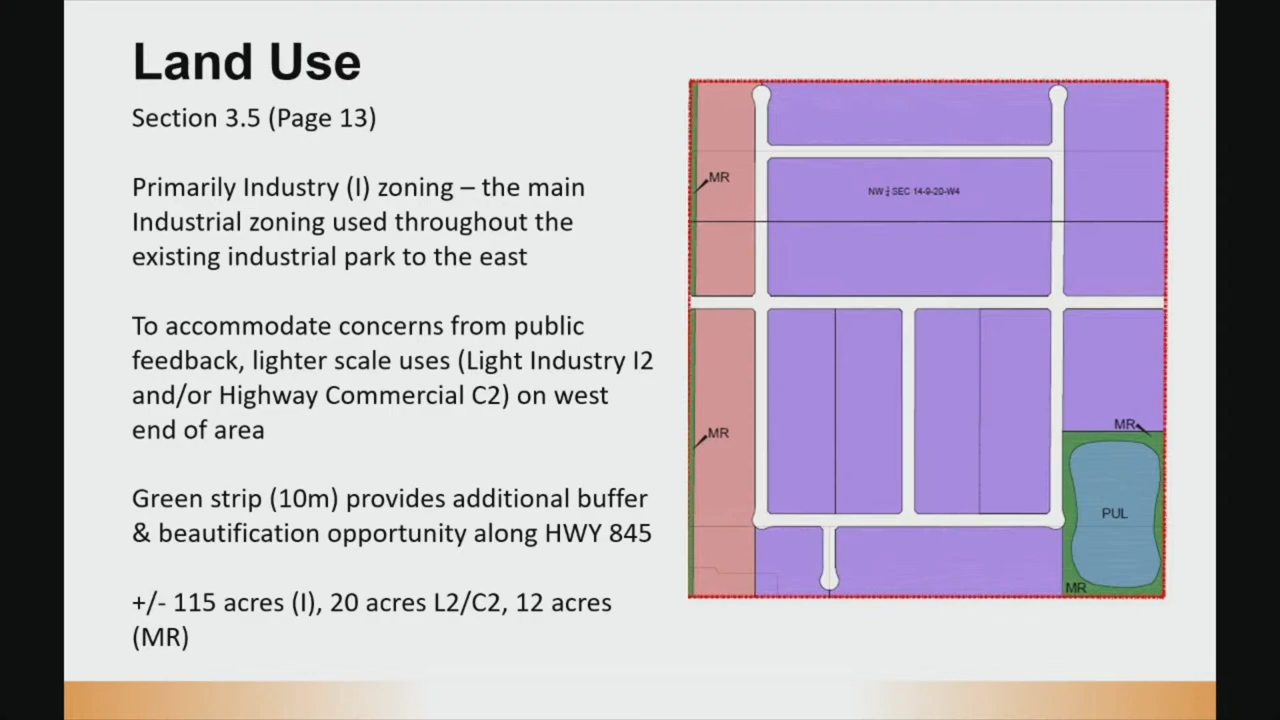 Land Use
Section 3.5 (Page 13)
Primarily Industry (I) zoning – the main
Industrial zoning used throughout the
existing industrial park to the east
To accommodate concerns from public
feedback, lighter scale uses (Light Industry I2
and/or Highway Commercial C2) on west
end of area
Green strip (10m) provides additional buffer
& beautification opportunity along HWY 845
+/- 115 acres (I), 20 acres L2/C2, 12 acres
(MR)
MR
NW ¼ SEC 14-9-20-W4
MR
MR
PUL
MR